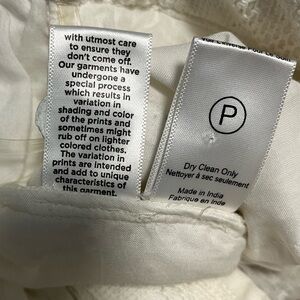 with utmost care
to ensure they
don't come off.
Our garments have
undergone a
special process
which results in
variation in
shading and color
of the prints and
sometimes might
rub off on lighter
colored clothes.
The variation in
prints are intended
and add to unique
characteristics of
this garment.
P
Dry Clean Only
Nettoyer à sec seulement
Made in India
Fabriqué en Inde